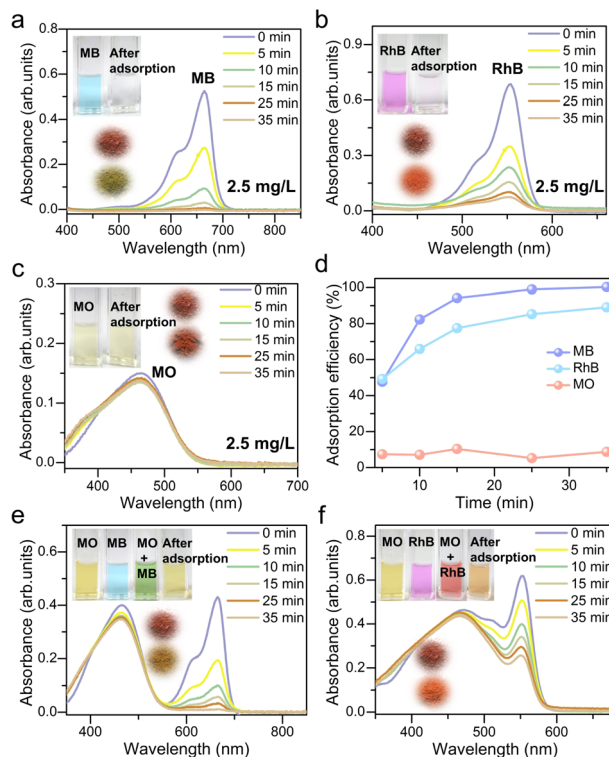 a
MB
After
adsorption
0 min
5 min
10 min
15 min
25 min
35 min
MB
2.5 mg/L
Absorbance (arb.units)
0.8
0.6
0.4
0.2
0.0
400
500
600
700
800
Wavelength (nm)
b
RhB
After
adsorption
0 min
5 min
10 min
15 min
25 min
35 min
RhB
2.5 mg/L
Absorbance (arb.units)
0.9
0.6
0.3
0.0
400
500
600
Wavelength (nm)
c
MO
After
adsorption
0 min
5 min
10 min
15 min
25 min
35 min
MO
2.5 mg/L
Absorbance (arb.units)
0.3
0.2
0.1
0.0
400
500
600
700
Wavelength (nm)
d
Adsorption efficiency (%)
100
80
60
40
20
0
MB
RhB
MO
10
20
30
Time (min)
e
MO
MB
MO
+
MB
After
adsorption
0 min
5 min
10 min
15 min
25 min
35 min
Absorbance (arb.units)
0.6
0.4
0.2
0.0
400
500
600
700
800
Wavelength (nm)
f
MO
RhB
MO
+
RhB
After
adsorption
0 min
5 min
10 min
15 min
25 min
35 min
Absorbance (arb.units)
0.8
0.6
0.4
0.2
0.0
400
500
600
Wavelength (nm)